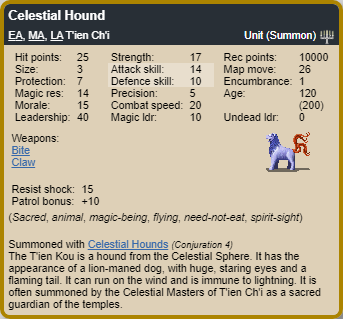 Celestial Hound
EA, MA, LA T'ien Ch'i Unit (Summon)
Hit points: 25 Strength: 17 Rec points: 10000
Size: 3 Attack skill: 14 Map move: 26
Protection: 7 Defence skill: 10 Encumbrance: 1
Magic res: 14 Precision: 5 Age: 120
Morale: 15 Combat speed: 20 (200)
Leadership: 40 Magic ldr: 10 Undead ldr: 0
Weapons:
Bite
Claw
Resist shock: 15
Patrol bonus: +10
(Sacred, animal, magic-being, flying, need-not-eat, spirit-sight)
Summoned with Celestial Hounds (Conjuration 4)
The T'ien Kou is a hound from the Celestial Sphere. It has the
appearance of a lion-maned dog, with huge, staring eyes and a
flaming tail. It can run on the wind and is immune to lightning. It is
often summoned by the Celestial Masters of T'ien Ch'i as a sacred
guardian of the temples.